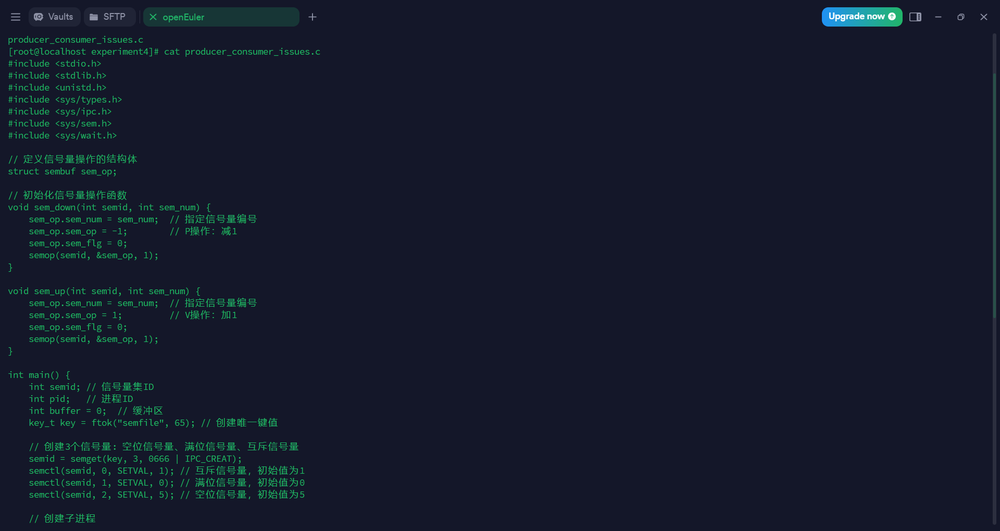 Vaults
SFTP
openEuler
Upgrade now
producer_consumer_issues.c
[root@localhost experiment4]# cat producer_consumer_issues.c
#include <stdio.h>
#include <stdlib.h>
#include <unistd.h>
#include <sys/types.h>
#include <sys/ipc.h>
#include <sys/sem.h>
#include <sys/wait.h>
// 定义信号量操作的结构体
struct sembuf sem_op;
// 初始化信号量操作函数
void sem_down(int semid, int sem_num) {
    sem_op.sem_num = sem_num;  // 指定信号量编号
    sem_op.sem_op = -1;        // P操作: 减1
    sem_op.sem_flg = 0;
    semop(semid, &sem_op, 1);
}
void sem_up(int semid, int sem_num) {
    sem_op.sem_num = sem_num;  // 指定信号量编号
    sem_op.sem_op = 1;         // V操作: 加1
    sem_op.sem_flg = 0;
    semop(semid, &sem_op, 1);
}
int main() {
    int semid; // 信号量集ID
    int pid;   // 进程ID
    int buffer = 0;  // 缓冲区
    key_t key = ftok("semfile", 65); // 创建唯一键值
    // 创建3个信号量: 空位信号量、满位信号量、互斥信号量
    semid = semget(key, 3, 0666 | IPC_CREAT);
    semctl(semid, 0, SETVAL, 1); // 互斥信号量, 初始值为1
    semctl(semid, 1, SETVAL, 0); // 满位信号量, 初始值为0
    semctl(semid, 2, SETVAL, 5); // 空位信号量, 初始值为5
    // 创建子进程